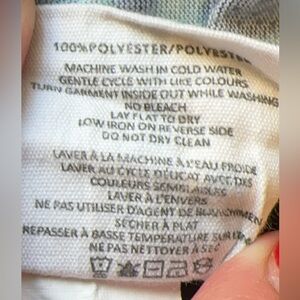 100% POLYESTER/POLYESTER
MACHINE WASH IN COLD WATER
GENTLE CYCLE WITH LIKE COLOURS
TURN GARMENT INSIDE OUT WHILE WASHING
NO BLEACH
LAY FLAT TO DRY
LOW IRON ON REVERSE SIDE
DO NOT DRY CLEAN
LAVER À LA MACHINE À L'EAU FROIDE
LAVER AU CYCLE DÉLICAT AVEC DES
COULEURS SEMBLABLES
LAVER À L'ENVERS
NE PAS UTILISER D'AGENT DE BLANCHIMENT
SÉCHER À PLAT
REPASSER À BASSE TEMPÉRATURE SUR
NE PAS NETTOYER À SEC